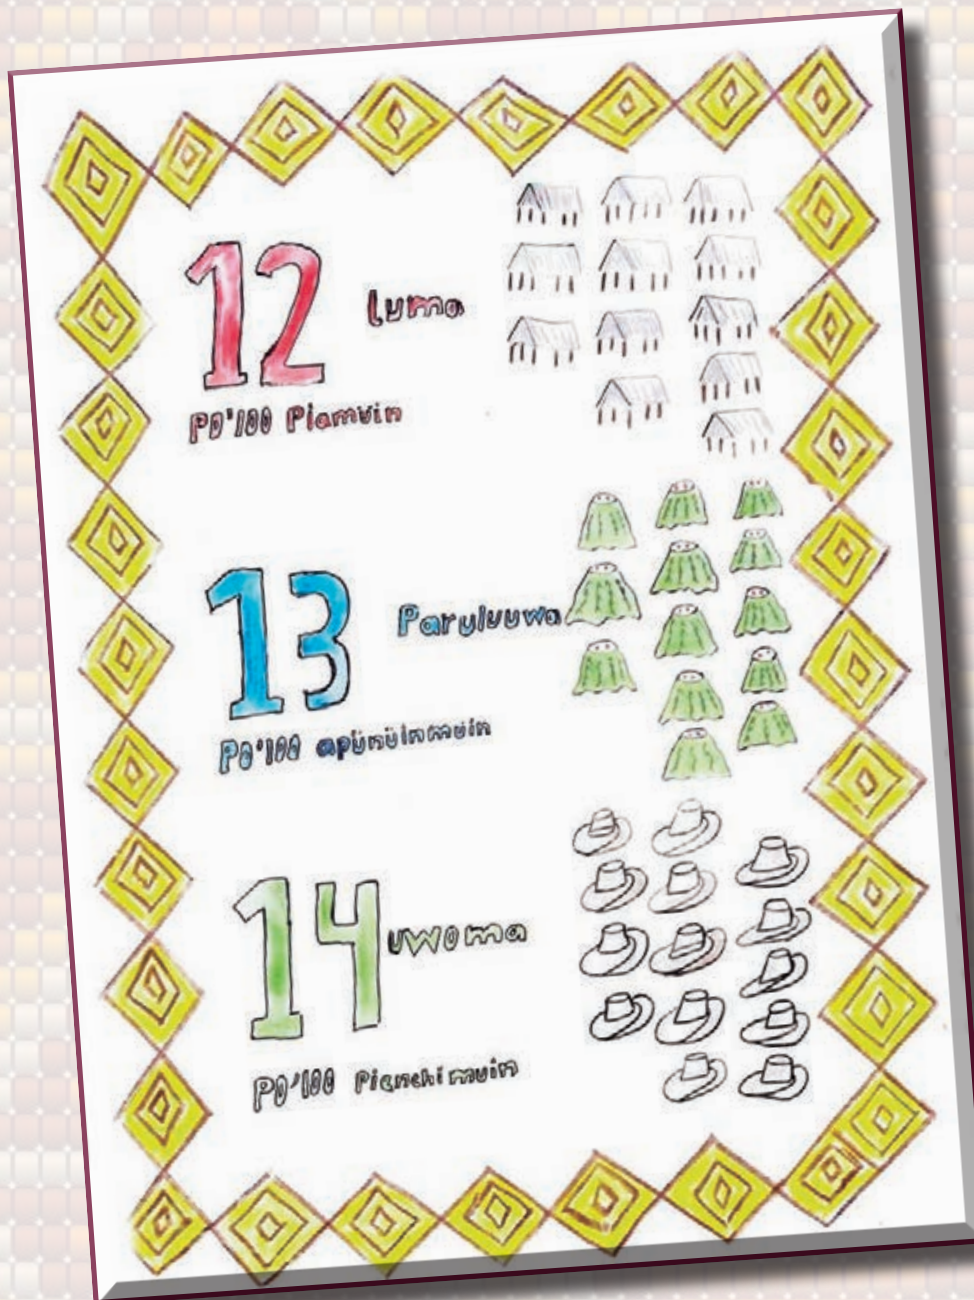 12 luma
PO'lOO Piamuin
13 Paruluuwa
PO'lOO apünüinmuin
14 uwoma
PO'lOO Pienchimuin